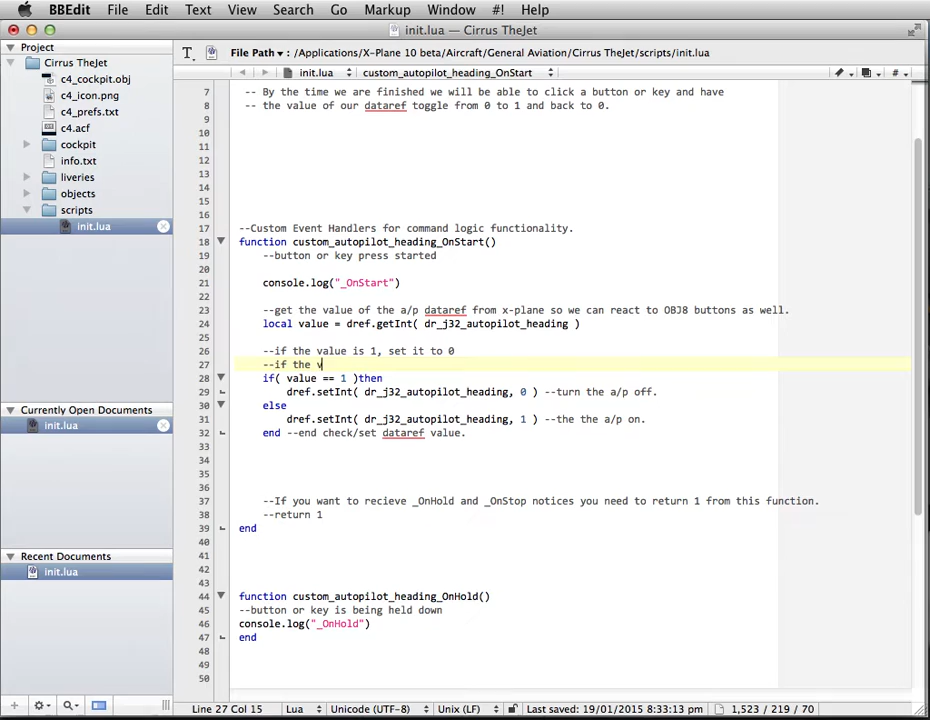 BBEdit File Edit Text View Search Go Markup Window #! Help
init.lua — Cirrus TheJet
Project
Cirrus TheJet
c4_cockpit.obj
c4_icon.png
c4_prefs.txt
c4.acf
cockpit
info.txt
liveries
objects
scripts
init.lua
Currently Open Documents
init.lua
Recent Documents
init.lua
File Path ▾ : /Applications/X-Plane 10 beta/Aircraft/General Aviation/Cirrus TheJet/scripts/init.lua
init.lua custom_autopilot_heading_OnStart
7 -- By the time we are finished we will be able to click a button or key and have
8 -- the value of our dataref toggle from 0 to 1 and back to 0.
9
10
11
12
13
14
15
16
17 --Custom Event Handlers for command logic functionality.
18 function custom_autopilot_heading_OnStart()
19 --button or key press started
20
21 console.log("_OnStart")
22
23 --get the value of the a/p dataref from x-plane so we can react to OBJ8 buttons as well.
24 local value = dref.getInt( dr_j32_autopilot_heading )
25
26 --if the value is 1, set it to 0
27 --if the v
28 if( value == 1 )then
29 dref.setInt( dr_j32_autopilot_heading, 0 ) --turn the a/p off.
30 else
31 dref.setInt( dr_j32_autopilot_heading, 1 ) --the the a/p on.
32 end --end check/set dataref value.
33
34
35
36
37 --If you want to recieve _OnHold and _OnStop notices you need to return 1 from this function.
38 --return 1
39 end
40
41
42
43
44 function custom_autopilot_heading_OnHold()
45 --button or key is being held down
46 console.log("_OnHold")
47 end
48
49
50
Line 27 Col 15 Lua Unicode (UTF-8) Unix (LF) Last saved: 19/01/2015 8:33:13 pm 1,523 / 219 / 70